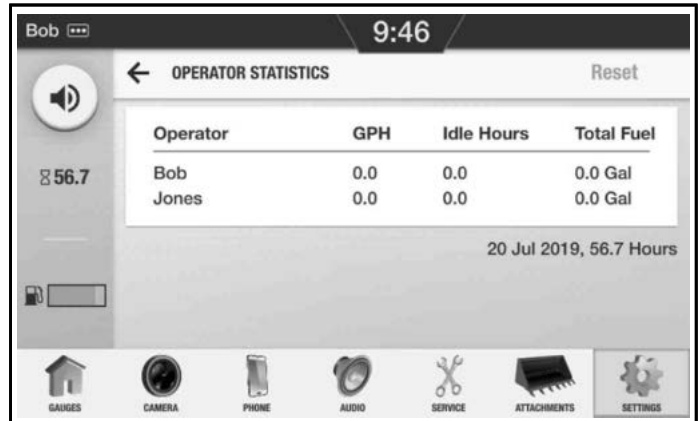 Bob
9:46
OPERATOR STATISTICS Reset
Operator GPH Idle Hours Total Fuel
56.7
Bob 0.0 0.0 0.0 Gal
Jones 0.0 0.0 0.0 Gal
20 Jul 2019, 56.7 Hours
GAUGES CAMERA PHONE AUDIO SERVICE ATTACHMENTS SETTINGS